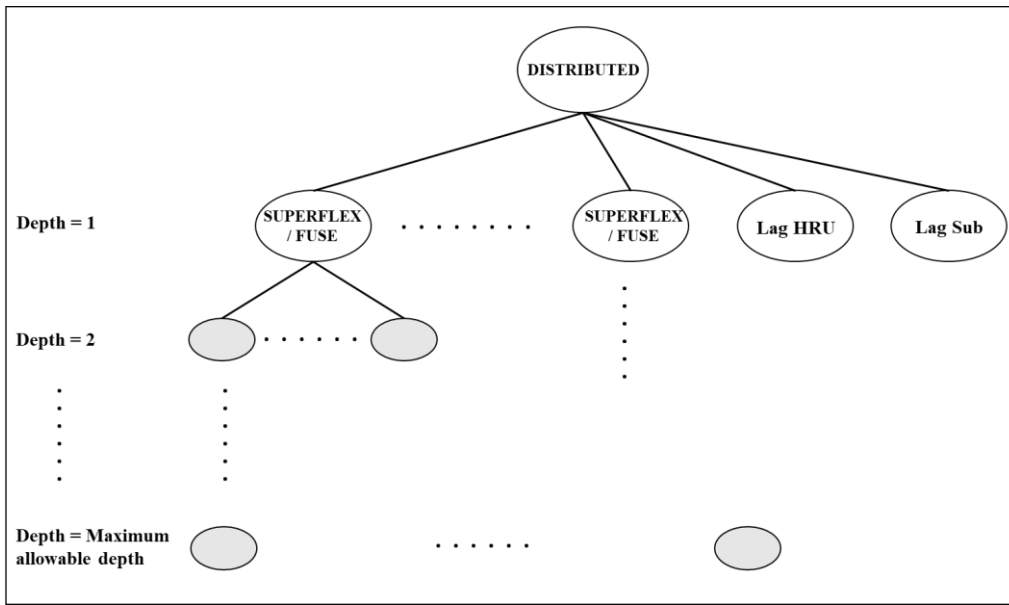 DISTRIBUTED
Depth = 1
SUPERFLEX
/ FUSE
SUPERFLEX
/ FUSE
Lag HRU
Lag Sub
Depth = 2
Depth = Maximum
allowable depth